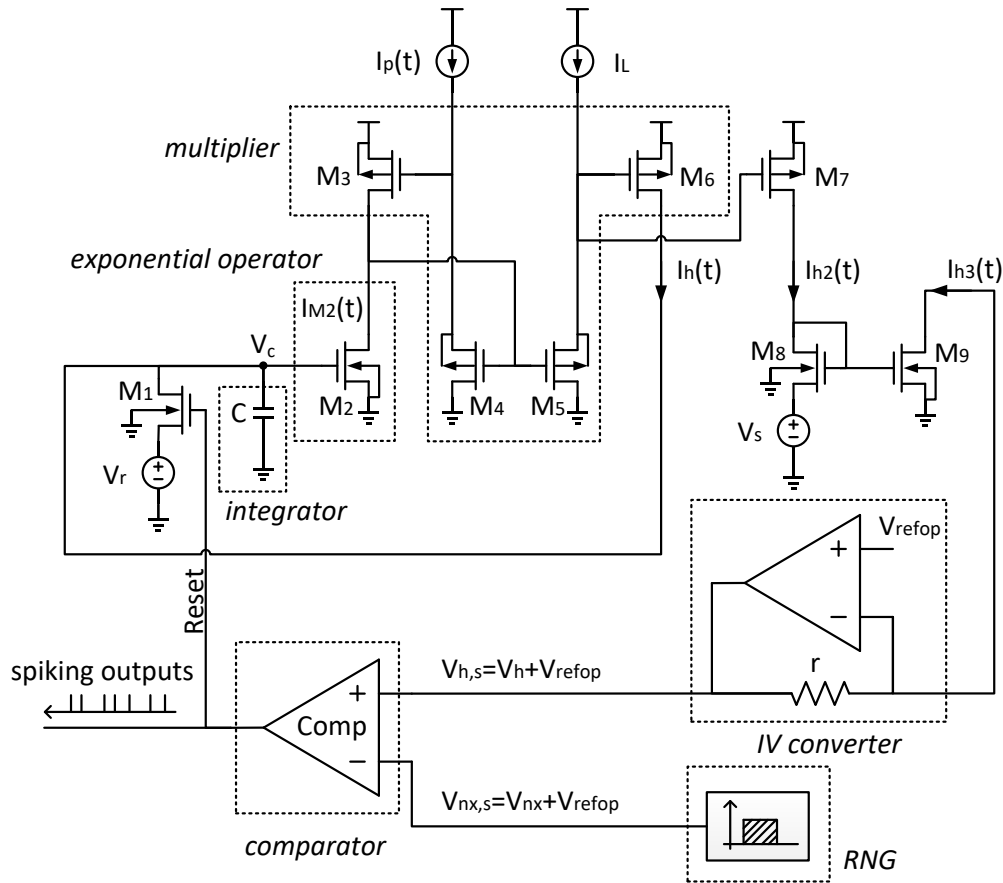 Ip(t)
IL
multiplier
M3
M6
M7
exponential operator
IM2(t)
Ih(t)
Ih2(t)
Ih3(t)
Vc
M1
C
M2
M4
M5
M8
M9
Vr
Vs
integrator
Vrefop
+
−
Reset
r
spiking outputs
Vh,s=Vh+Vrefop
+
Comp
−
IV converter
Vnx,s=Vnx+Vrefop
comparator
RNG